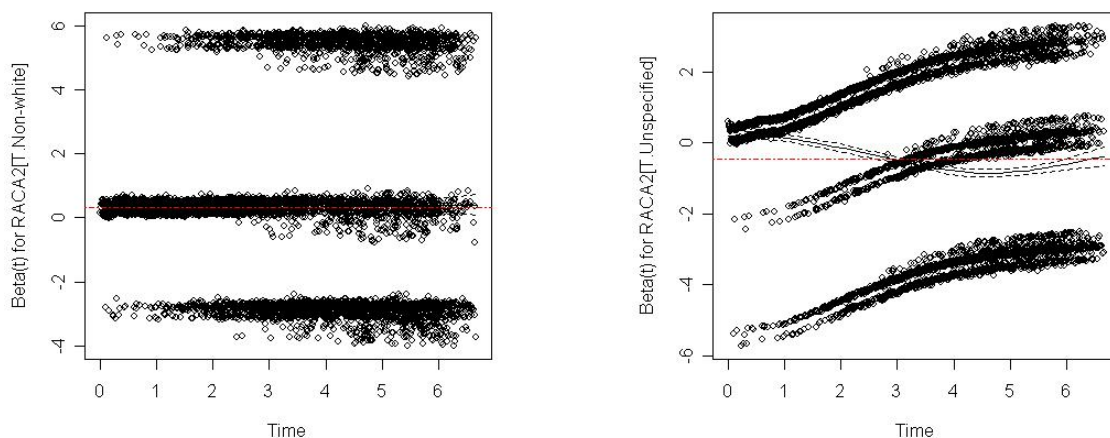 Beta(t) for RACA2[T.Non-white]
6
4
2
0
-2
-4
0 1 2 3 4 5 6
Time
Beta(t) for RACA2[T.Unspecified]
2
0
-2
-4
-6
0 1 2 3 4 5 6
Time